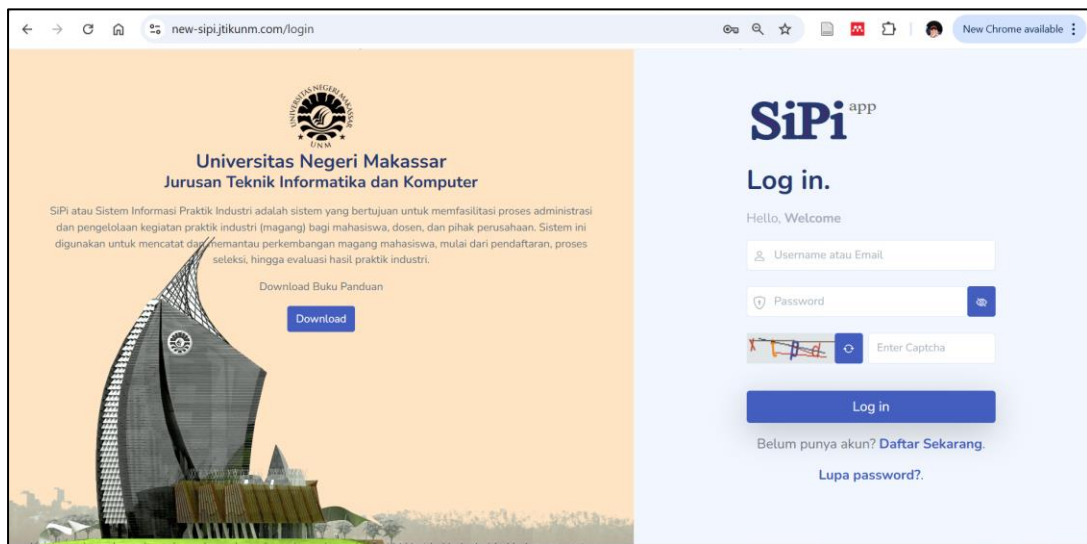 new-sipi.jtikunm.com/login
New Chrome available
UNIVERSITAS NEGERI MAKASSAR
UNM
Universitas Negeri Makassar
Jurusan Teknik Informatika dan Komputer
SiPi atau Sistem Informasi Praktik Industri adalah sistem yang bertujuan untuk memfasilitasi proses administrasi
dan pengelolaan kegiatan praktik industri (magang) bagi mahasiswa, dosen, dan pihak perusahaan. Sistem ini
digunakan untuk mencatat dan memantau perkembangan magang mahasiswa, mulai dari pendaftaran, proses
seleksi, hingga evaluasi hasil praktik industri.
Download Buku Panduan
Download
SiPi app
Log in.
Hello, Welcome
Username atau Email
Password
Enter Captcha
Log in
Belum punya akun? Daftar Sekarang.
Lupa password?.